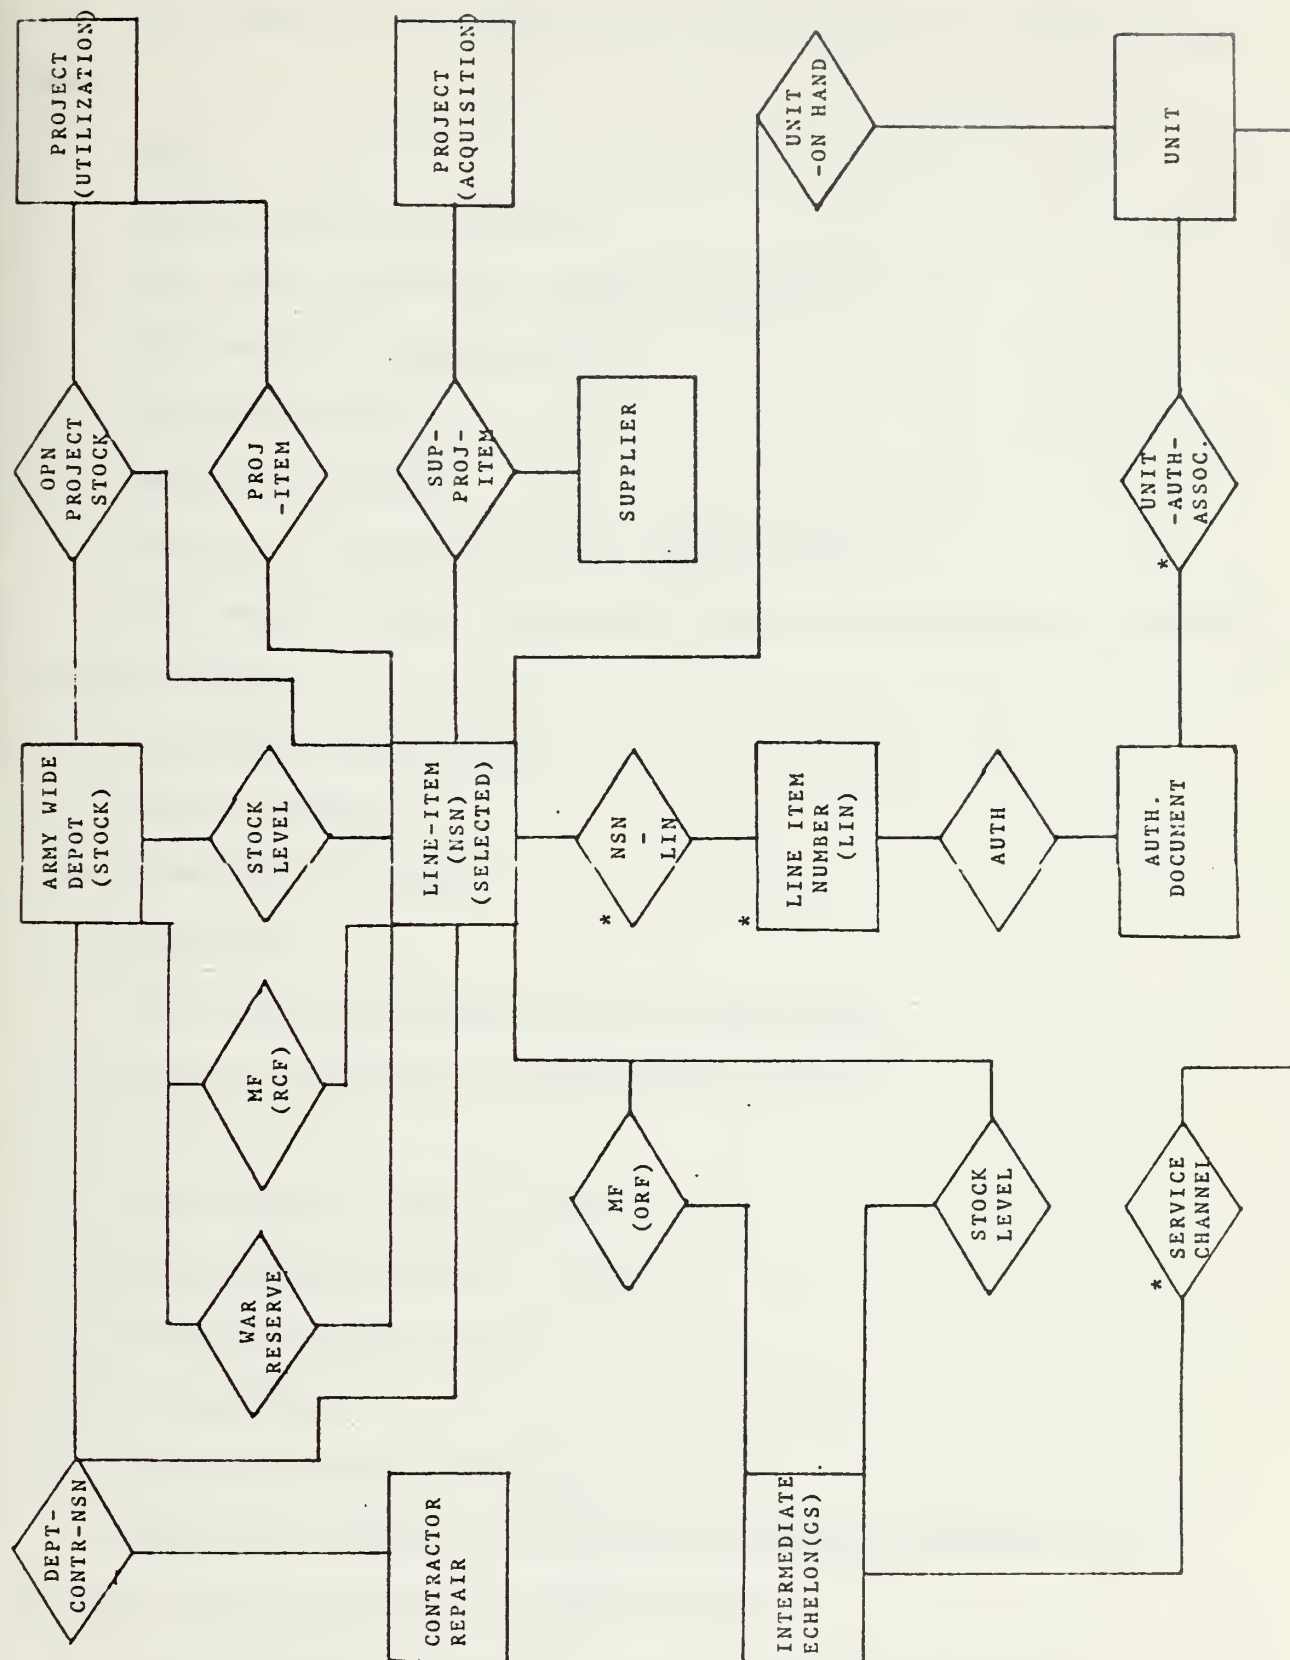 DEPT-
CONTR-NSN
ARMY WIDE
DEPOT
(STOCK)
OPN
PROJECT
STOCK
PROJECT
(UTILIZATION)
WAR
RESERVE
MF
(RCF)
STOCK
LEVEL
PROJ
-ITEM
CONTRACTOR
REPAIR
LINE-ITEM
(NSN)
(SELECTED)
SUP-
PROJ-
ITEM
PROJECT
(ACQUISITION)
MF
(ORF)
*
NSN
-
LIN
SUPPLIER
INTERMEDIATE
ECHELON(GS)
*
LINE ITEM
NUMBER
(LIN)
UNIT
-ON HAND
STOCK
LEVEL
AUTH
*
SERVICE
CHANNEL
AUTH.
DOCUMENT
*
UNIT
-AUTH-
ASSOC.
UNIT